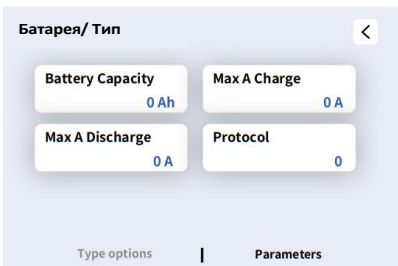 Батарея/ Тип
Battery Capacity
0 Ah
Max A Charge
0 A
Max A Discharge
0 A
Protocol
0
Type options
Parameters